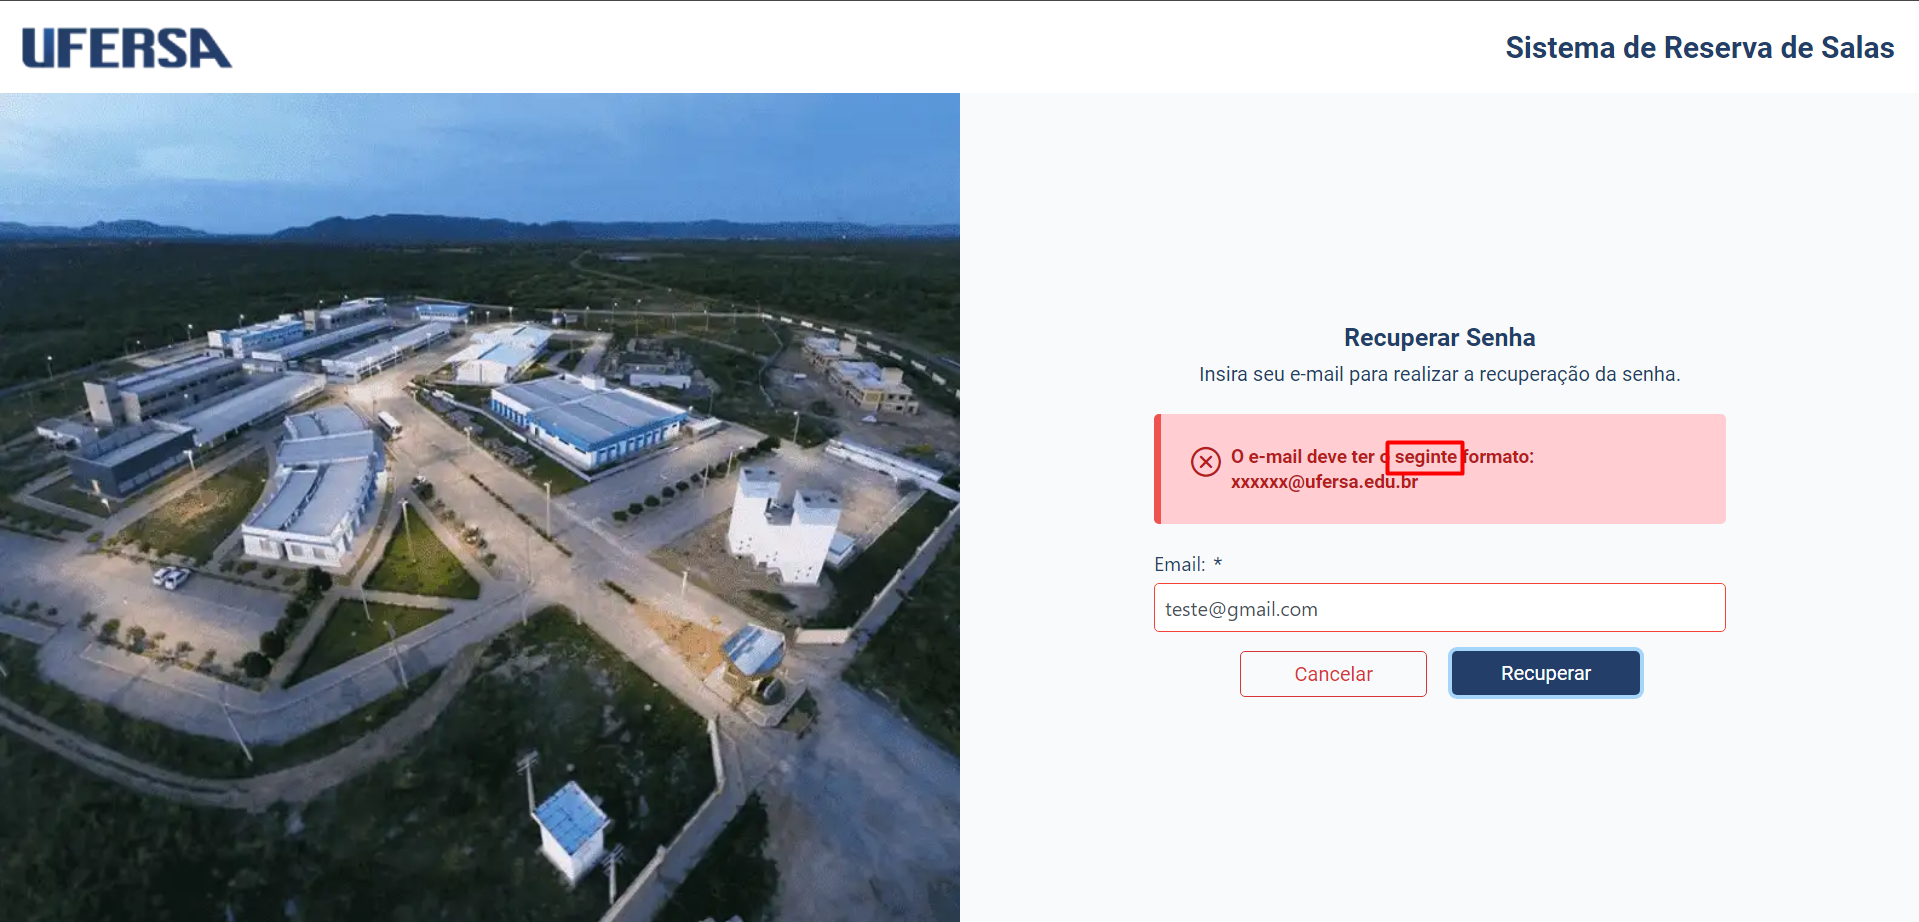 UFERSA
Sistema de Reserva de Salas
Recuperar Senha
Insira seu e-mail para realizar a recuperação da senha.
O e-mail deve ter o seginte formato:
xxxxxx@ufersa.edu.br
Email: *
teste@gmail.com
Cancelar
Recuperar